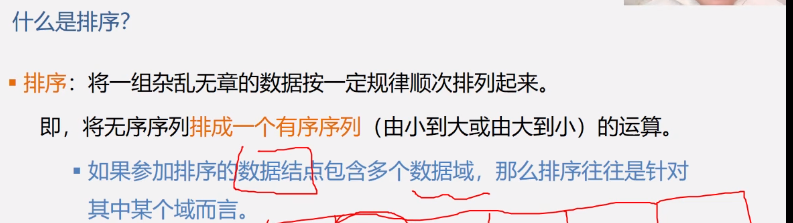 什么是排序?
▪ 排序：将一组杂乱无章的数据按一定规律顺次排列起来。
即，将无序序列排成一个有序序列（由小到大或由大到小）的运算。
▪ 如果参加排序的数据结点包含多个数据域，那么排序往往是针对
其中某个域而言。